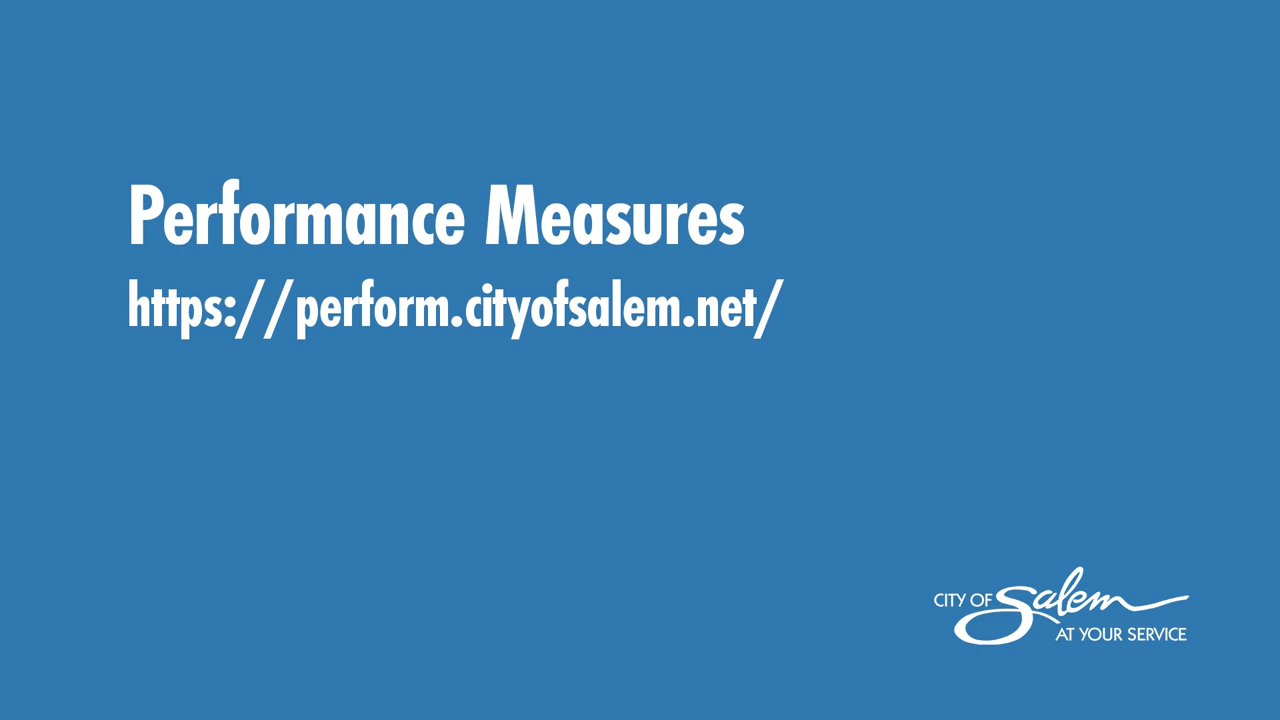 Performance Measures
https://perform.cityofsalem.net/
CITY OF Salem
AT YOUR SERVICE